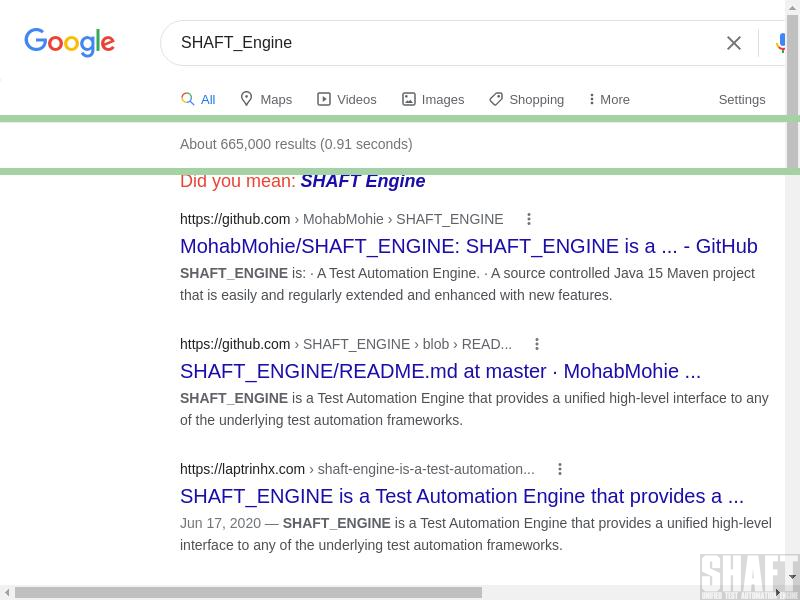 Google
SHAFT_Engine
All Maps Videos Images Shopping More Settings
About 665,000 results (0.91 seconds)
Did you mean: SHAFT Engine
https://github.com › MohabMohie › SHAFT_ENGINE
MohabMohie/SHAFT_ENGINE: SHAFT_ENGINE is a ... - GitHub
SHAFT_ENGINE is: · A Test Automation Engine. · A source controlled Java 15 Maven project
that is easily and regularly extended and enhanced with new features.
https://github.com › SHAFT_ENGINE › blob › READ...
SHAFT_ENGINE/README.md at master · MohabMohie ...
SHAFT_ENGINE is a Test Automation Engine that provides a unified high-level interface to any
of the underlying test automation frameworks.
https://laptrinhx.com › shaft-engine-is-a-test-automation...
SHAFT_ENGINE is a Test Automation Engine that provides a ...
Jun 17, 2020 — SHAFT_ENGINE is a Test Automation Engine that provides a unified high-level
interface to any of the underlying test automation frameworks.
SHAFT
UNIFIED TEST AUTOMATION ENGINE